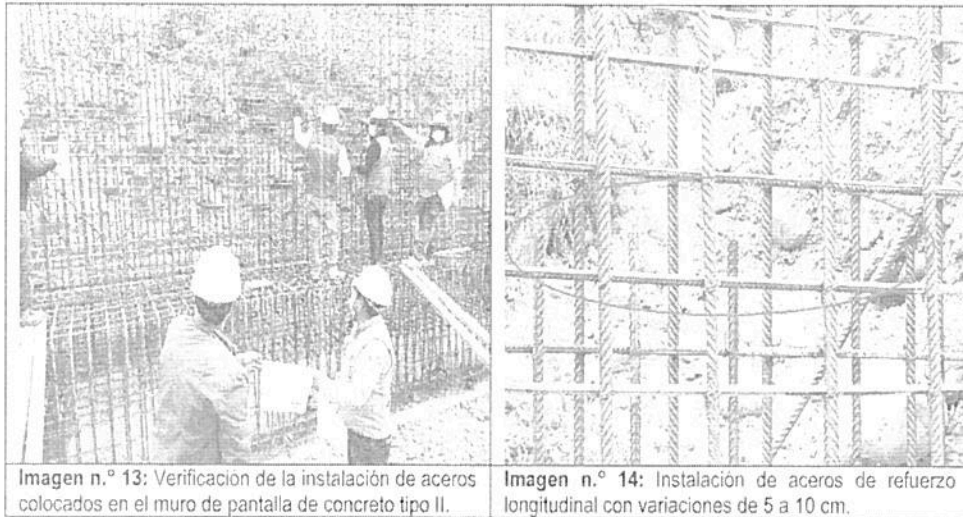 Imagen n.° 13: Verificación de la instalación de aceros
colocados en el muro de pantalla de concreto tipo II.
Imagen n.° 14: Instalación de aceros de refuerzo
longitudinal con variaciones de 5 a 10 cm.